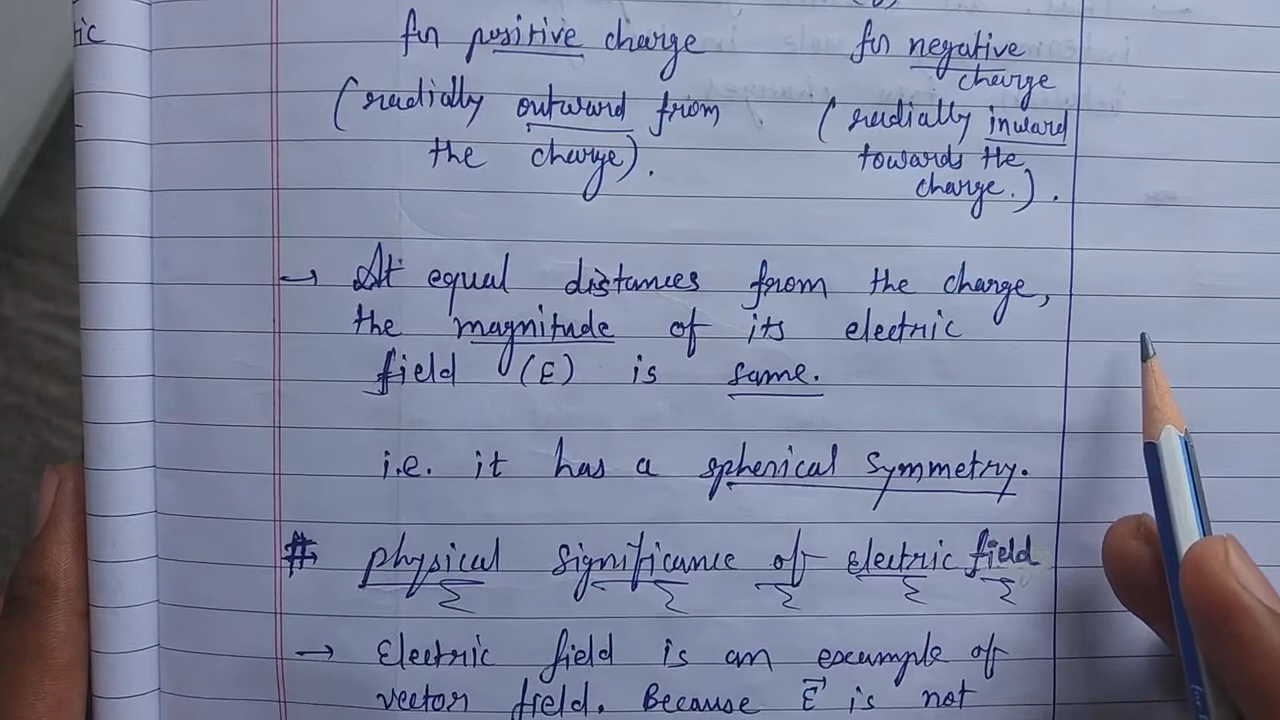 ic
for positive charge
for negative
charge
(radially outward from
the charge).
(radially inward
towards the
charge.).
→ At equal distances from the charge,
the magnitude of its electric
field (E) is same.
i.e. it has a spherical symmetry.
# physical significance of electric field
→ Electric field is an example of
vector field. Because E⃗ is not